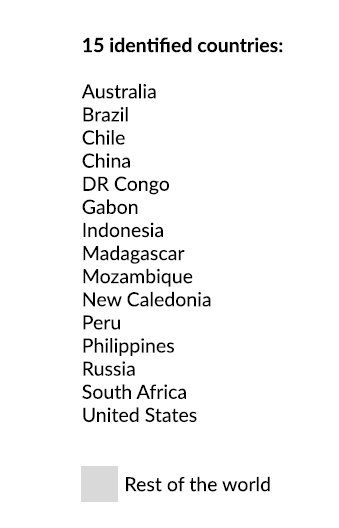 15 identified countries:
Australia
Brazil
Chile
China
DR Congo
Gabon
Indonesia
Madagascar
Mozambique
New Caledonia
Peru
Philippines
Russia
South Africa
United States
Rest of the world